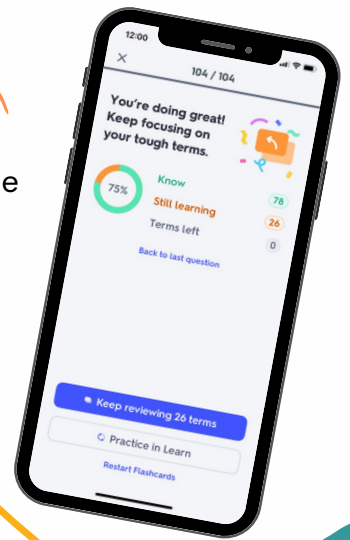 12:00
104 / 104
You're doing great!
Keep focusing on
your tough terms.
75%
Know 78
Still learning 26
Terms left 0
Back to last question
Keep reviewing 26 terms
Practice in Learn
Restart Flashcards
e